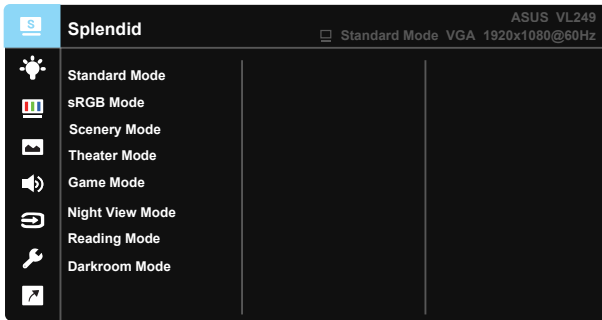 S
Splendid
ASUS VL249
Standard Mode VGA 1920x1080@60Hz
Standard Mode
sRGB Mode
Scenery Mode
Theater Mode
Game Mode
Night View Mode
Reading Mode
Darkroom Mode